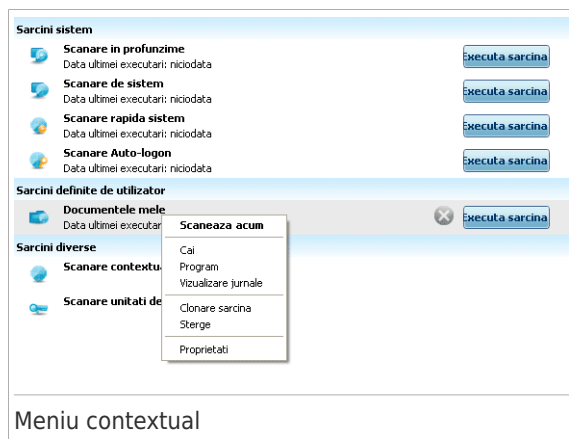 Sarcini sistem
Scanare in profunzime
Data ultimei executari: niciodata
Executa sarcina
Scanare de sistem
Data ultimei executari: niciodata
Executa sarcina
Scanare rapida sistem
Data ultimei executari: niciodata
Executa sarcina
Scanare Auto-logon
Data ultimei executari: niciodata
Executa sarcina
Sarcini definite de utilizator
Documentele mele
Data ultimei executar
Executa sarcina
Scaneaza acum
Cai
Program
Vizualizare jurnale
Clonare sarcina
Sterge
Proprietati
Sarcini diverse
Scanare contextu
Scanare unitati de
Meniu contextual